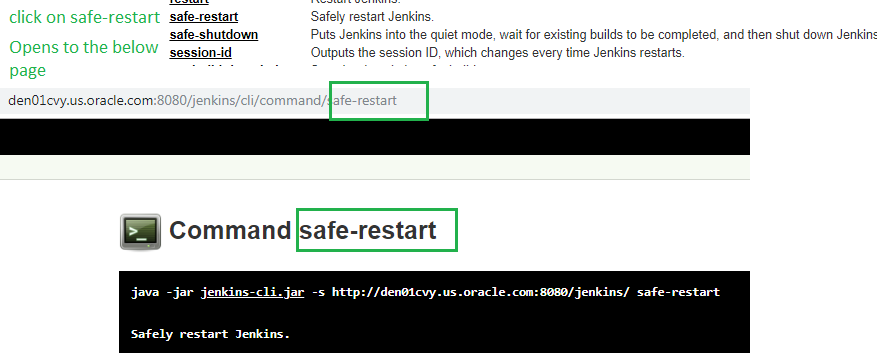 restart Restart Jenkins.
click on safe-restart
safe-restart Safely restart Jenkins.
safe-shutdown Puts Jenkins into the quiet mode, wait for existing builds to be completed, and then shut down Jenkins
Opens to the below
page
session-id Outputs the session ID, which changes every time Jenkins restarts.
den01cvy.us.oracle.com:8080/jenkins/cli/command/safe-restart
Command safe-restart
java -jar jenkins-cli.jar -s http://den01cvy.us.oracle.com:8080/jenkins/ safe-restart
Safely restart Jenkins.